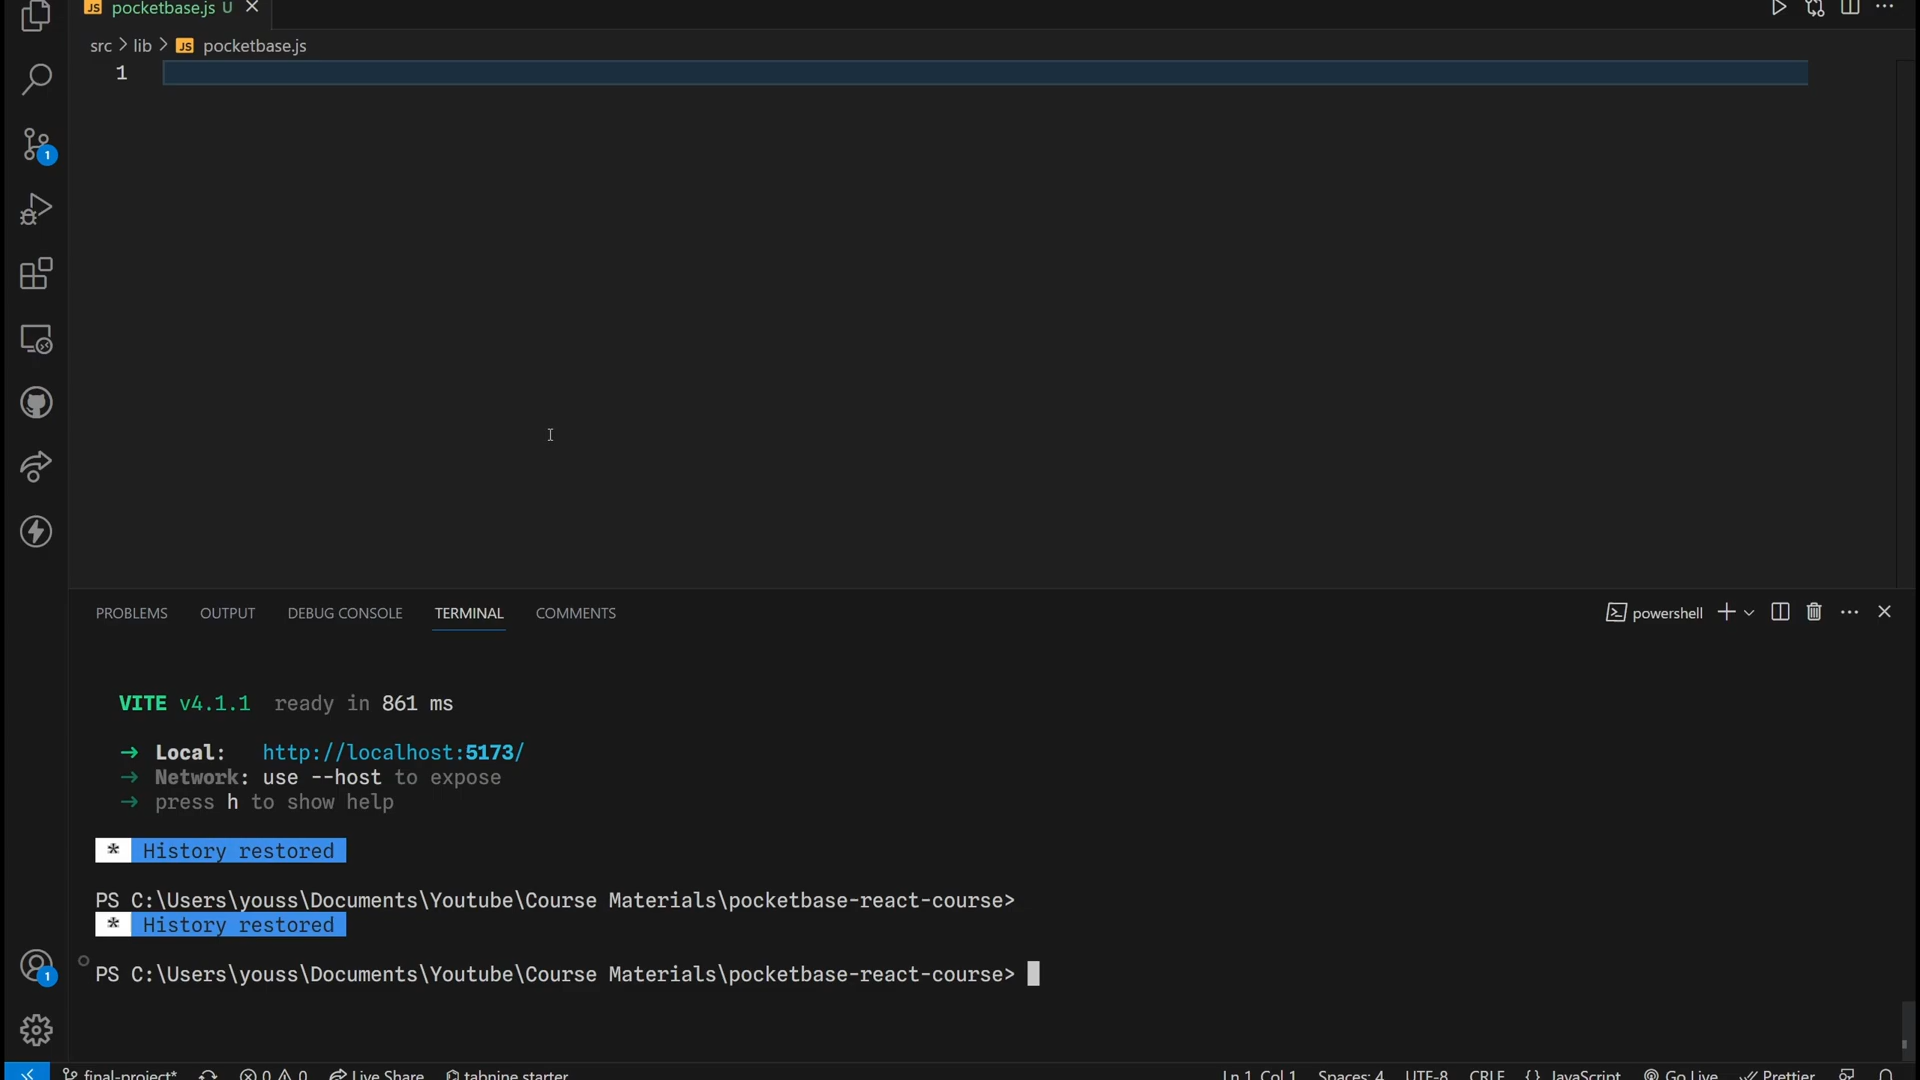 JS pocketbase.js U
src > lib > JS pocketbase.js
1
1
PROBLEMS OUTPUT DEBUG CONSOLE TERMINAL COMMENTS powershell
VITE v4.1.1 ready in 861 ms
→ Local: http://localhost:5173/
→ Network: use --host to expose
→ press h to show help
* History restored
PS C:\Users\youss\Documents\Youtube\Course Materials\pocketbase-react-course>
* History restored
PS C:\Users\youss\Documents\Youtube\Course Materials\pocketbase-react-course>
1
final-project* 0 0 Live Share tabnine starter Ln 1, Col 1 Spaces: 4 UTF-8 CRLF {} JavaScript Go Live Prettier